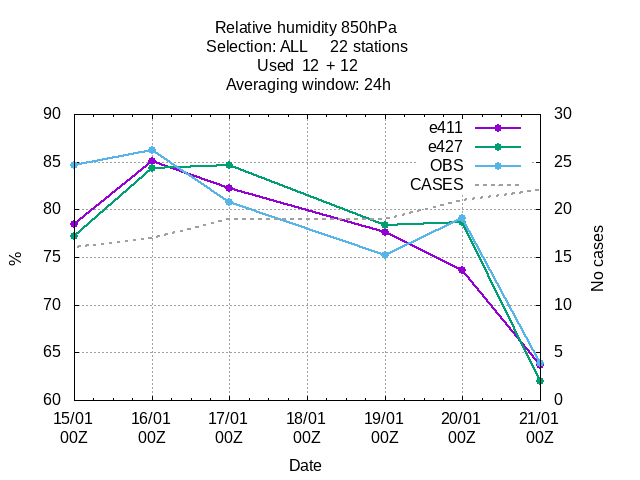 Relative humidity 850hPa
Selection: ALL 22 stations
Used 12 + 12
Averaging window: 24h
90 30
e411
e427
85 OBS 25
CASES
80 20
% 75 15 No cases
70 10
65 5
60 0
15/01 16/01 17/01 18/01 19/01 20/01 21/01
00Z 00Z 00Z 00Z 00Z 00Z 00Z
Date